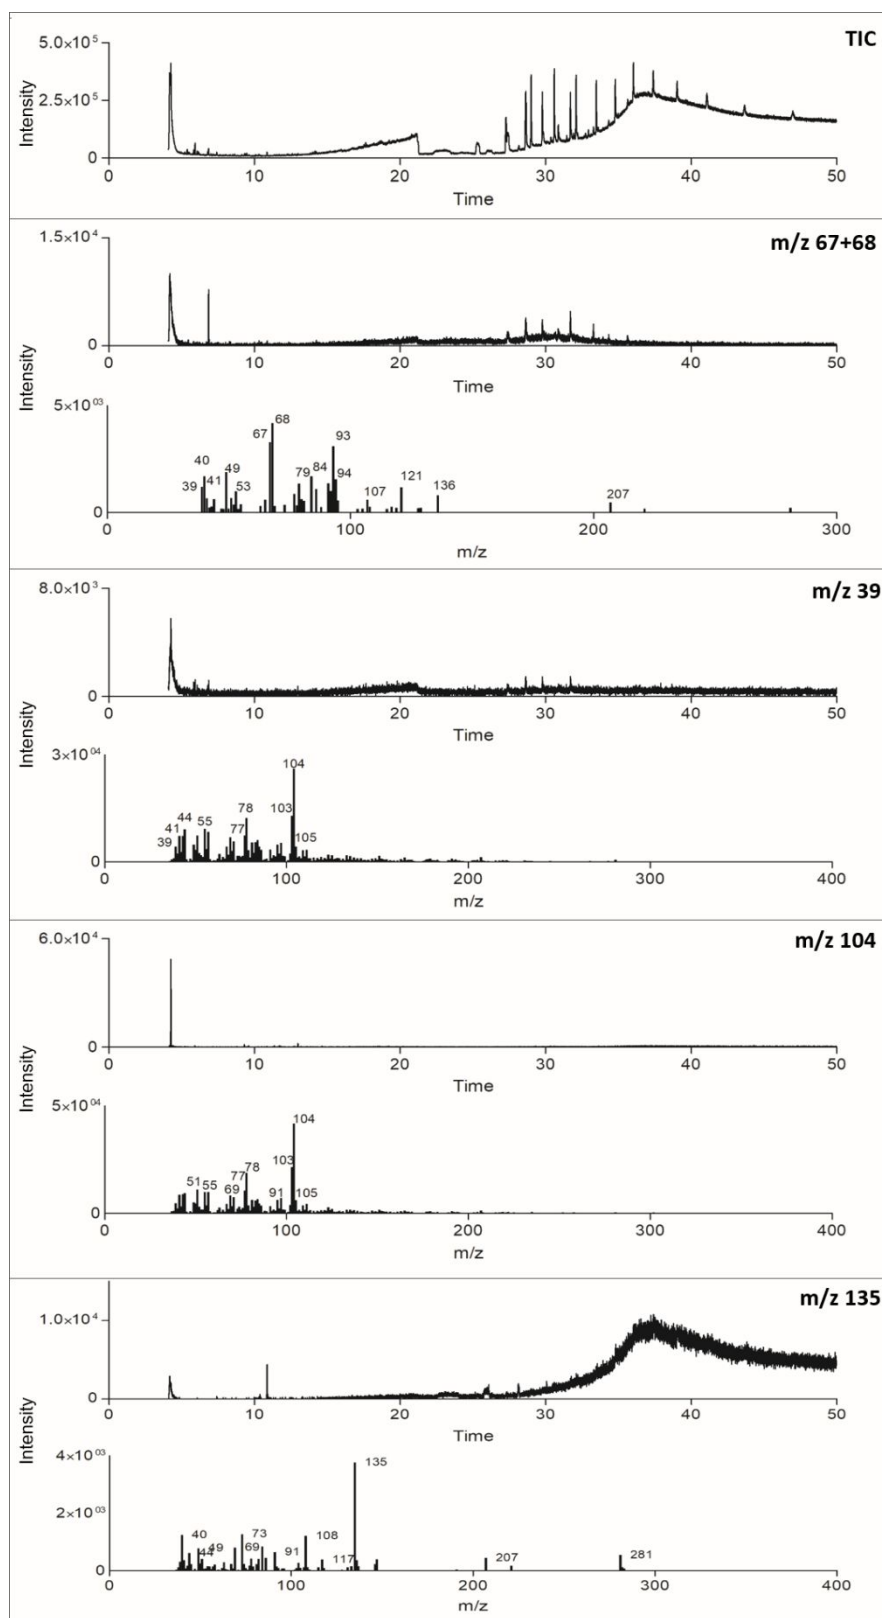 TIC
5.0×10⁵
2.5×10⁵
0
Intensity
0 10 20 30 40 50
Time
m/z 67+68
1.5×10⁴
0
Intensity
0 10 20 30 50
Time
5×10⁰³
0
40 39 41 49 53 67 68 79 84 93 94 107 121 136 207
100 200 300
m/z
m/z 39
8.0×10³
0
Intensity
0 10 20 30 40 50
Time
3×10⁰⁴
0
39 41 44 55 77 78 103 104 105
100 200 300 400
m/z
m/z 104
6.0×10⁴
0
Intensity
0 10 20 30 40 50
Time
5×10⁰⁴
0
51 55 69 77 78 91 103 104 105
100 200 300 400
m/z
m/z 135
1.0×10⁴
0
Intensity
0 10 20 30 40 50
Time
4×10⁰³
2×10⁰³
0
40 44 49 69 73 91 108 117 135 207 281
100 200 300 400
m/z